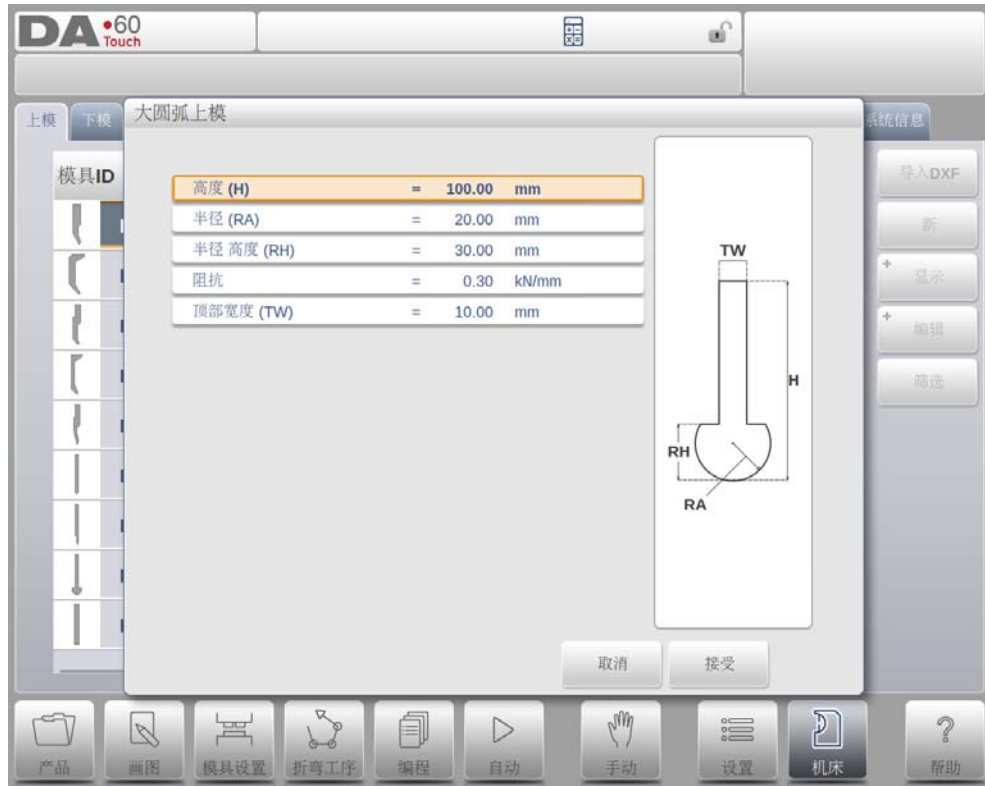 DA•60
Touch
上模
下模
大圆弧上模
系统信息
模具ID
导入DXF
高度 (H) = 100.00 mm
半径 (RA) = 20.00 mm
新
半径 高度 (RH) = 30.00 mm
TW
阻抗 = 0.30 kN/mm
+ 显示
顶部宽度 (TW) = 10.00 mm
+ 编辑
H
筛选
RH
RA
取消
接受
产品
画图
模具设置
折弯工序
编程
自动
手动
设置
机床
帮助